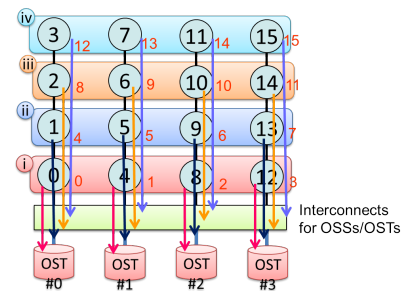 iv 3 7 11 15
12 13 14 15
iii 2 6 10 14
8 9 10 11
ii 1 5 9 13
4 5 6 7
i 0 4 8 12
0 1 2 3
Interconnects
for OSSs/OSTs
OST OST OST OST
#0 #1 #2 #3